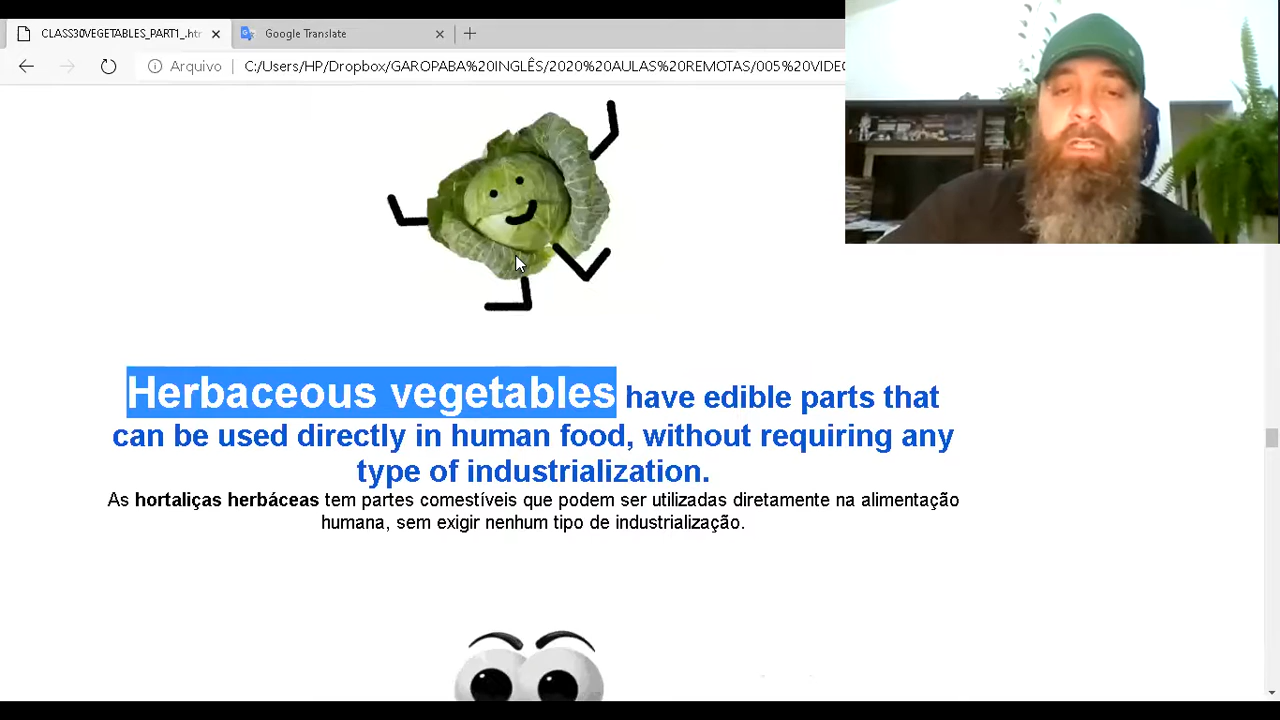 CLASS30VEGETABLES_PART1_.htm
Google Translate
Arquivo
C:/Users/HP/Dropbox/GAROPABA%20INGLÊS/2020%20AULAS%20REMOTAS/005%20VIDEO
Herbaceous vegetables have edible parts that
can be used directly in human food, without requiring any
type of industrialization.
As hortaliças herbáceas tem partes comestíveis que podem ser utilizadas diretamente na alimentação
humana, sem exigir nenhum tipo de industrialização.